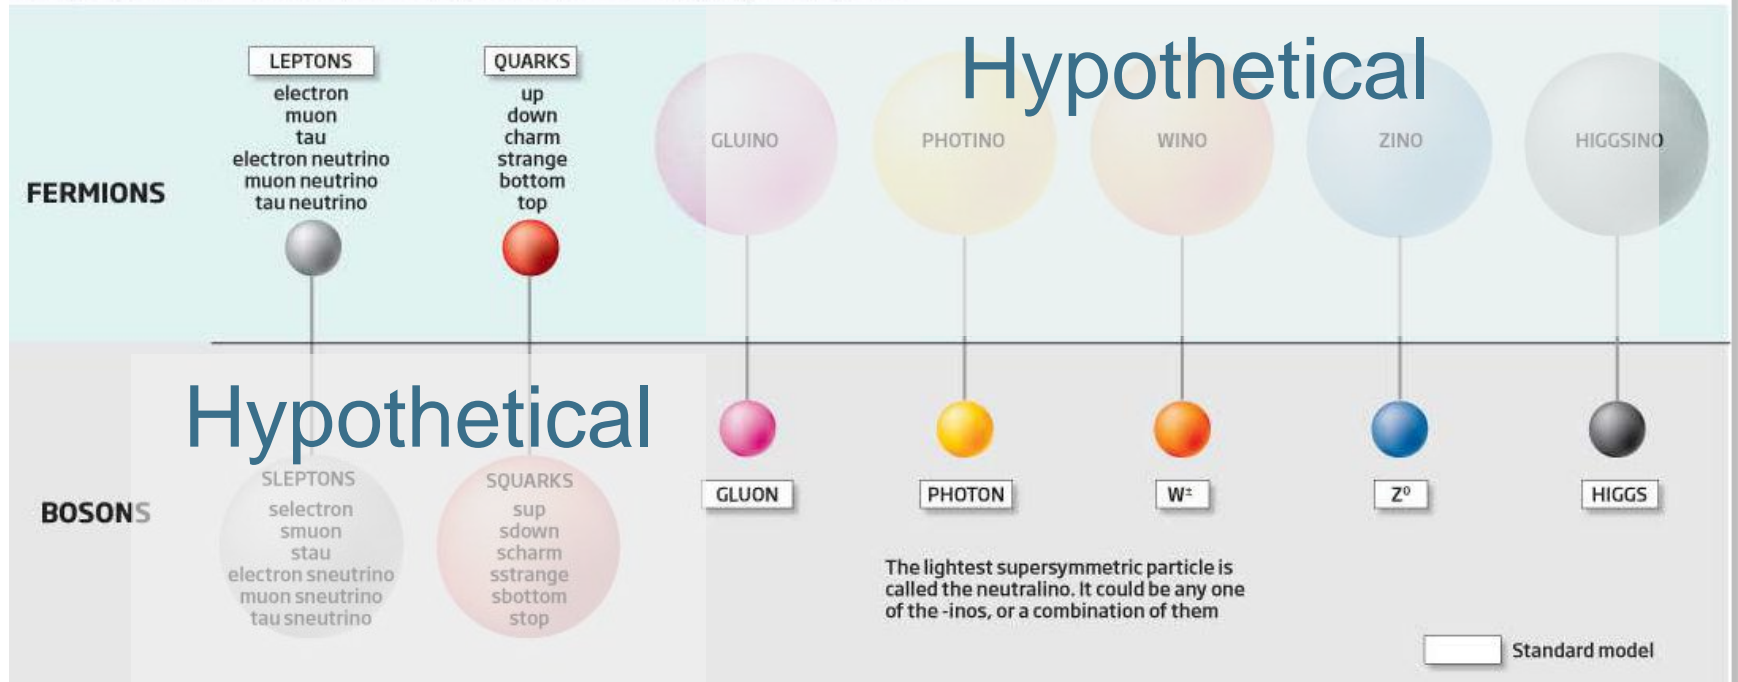 Hypothetical
LEPTONS
electron
muon
tau
electron neutrino
muon neutrino
tau neutrino
QUARKS
up
down
charm
strange
bottom
top
GLUINO
PHOTINO
WINO
ZINO
HIGGSINO
FERMIONS
Hypothetical
BOSONS
SLEPTONS
selectron
smuon
stau
electron sneutrino
muon sneutrino
tau sneutrino
SQUARKS
sup
sdown
scharm
sstrange
sbottom
stop
GLUON
PHOTON
W±
Z⁰
HIGGS
The lightest supersymmetric particle is
called the neutralino. It could be any one
of the -inos, or a combination of them
Standard model